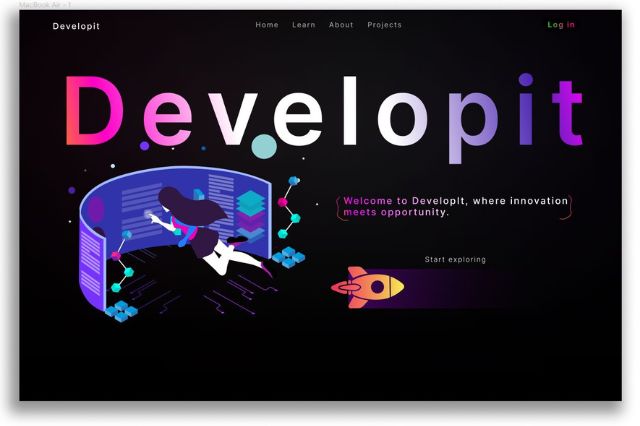 MacBook Air - 1
Developit
Home Learn About Projects
Log in
Developit
Welcome to DevelopIt, where innovation
meets opportunity.
Start exploring